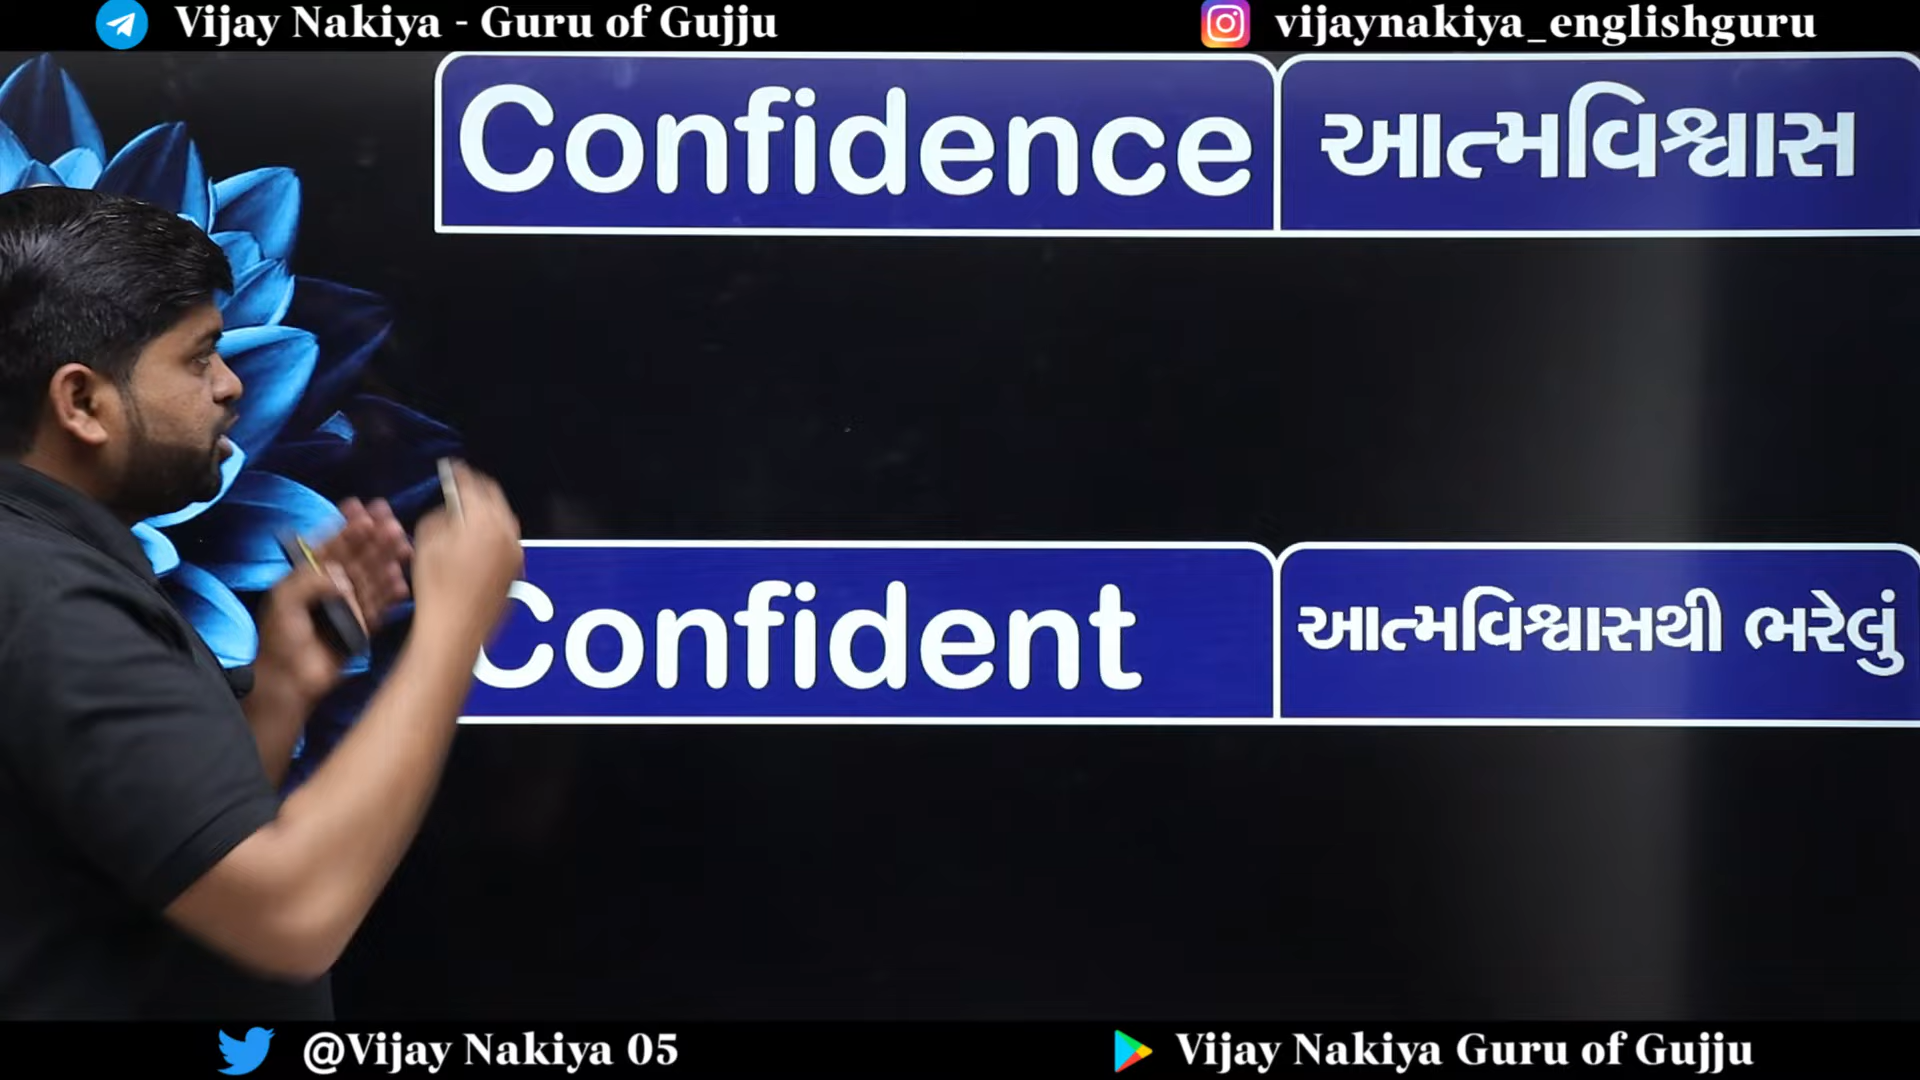 Vijay Nakiya - Guru of Gujju
vijaynakiya_englishguru
Confidence
આત્મવિશ્વાસ
Confident
આત્મવિશ્વાસથી ભરેલું
@Vijay Nakiya 05
Vijay Nakiya Guru of Gujju